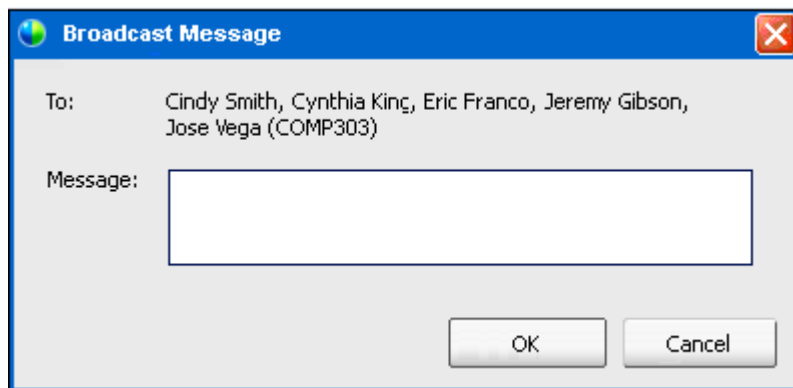 Broadcast Message
To: Cindy Smith, Cynthia King, Eric Franco, Jeremy Gibson,
Jose Vega (COMP303)
Message:
OK Cancel